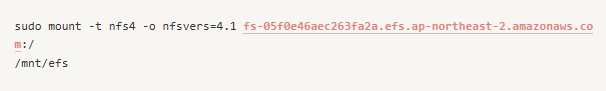 sudo mount -t nfs4 -o nfsvers=4.1 fs-05f0e46aec263fa2a.efs.ap-northeast-2.amazonaws.co
m:/
/mnt/efs